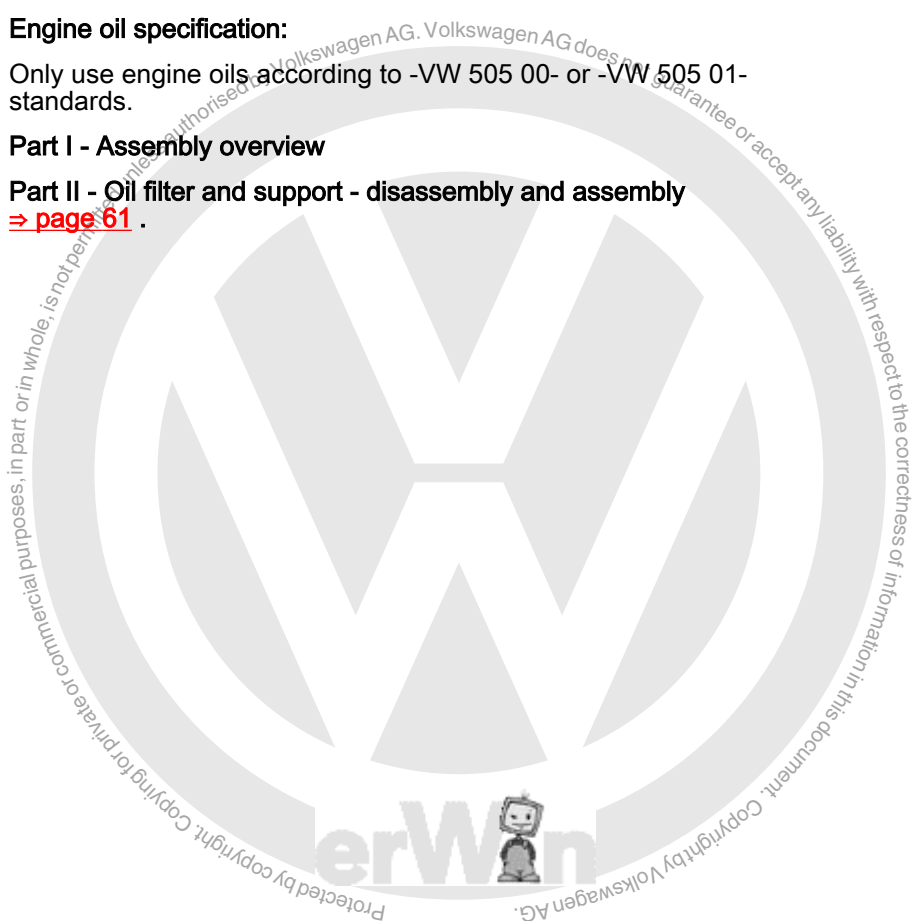 Engine oil specification:
Only use engine oils according to -VW 505 00- or -VW 505 01-
standards.
Part I - Assembly overview
Part II - Oil filter and support - disassembly and assembly
⇒ page 61 .
Protected by copyright. Copying for private or commercial purposes, in part or in whole, is not permitted unless authorised by Volkswagen AG. Volkswagen AG does not guarantee or accept any liability with respect to the correctness of information in this document. Copyright by Volkswagen AG.
erWin